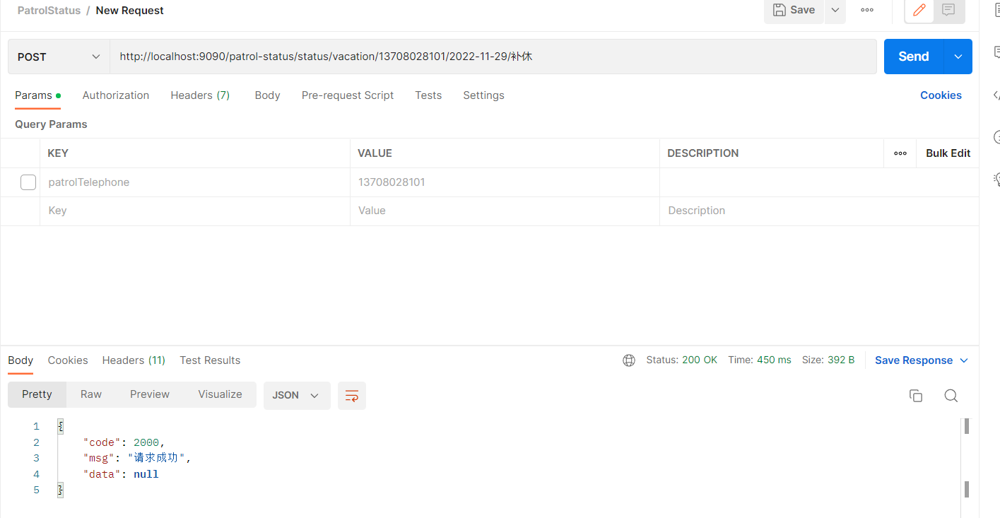 PatrolStatus / New Request
Save
POST
http://localhost:9090/patrol-status/status/vacation/13708028101/2022-11-29/补休
Send
Params Authorization Headers (7) Body Pre-request Script Tests Settings Cookies
Query Params
KEY VALUE DESCRIPTION Bulk Edit
patrolTelephone 13708028101
Key Value Description
Body Cookies Headers (11) Test Results Status: 200 OK Time: 450 ms Size: 392 B Save Response
Pretty Raw Preview Visualize JSON
1 {
2 "code": 2000,
3 "msg": "请求成功",
4 "data": null
5 }